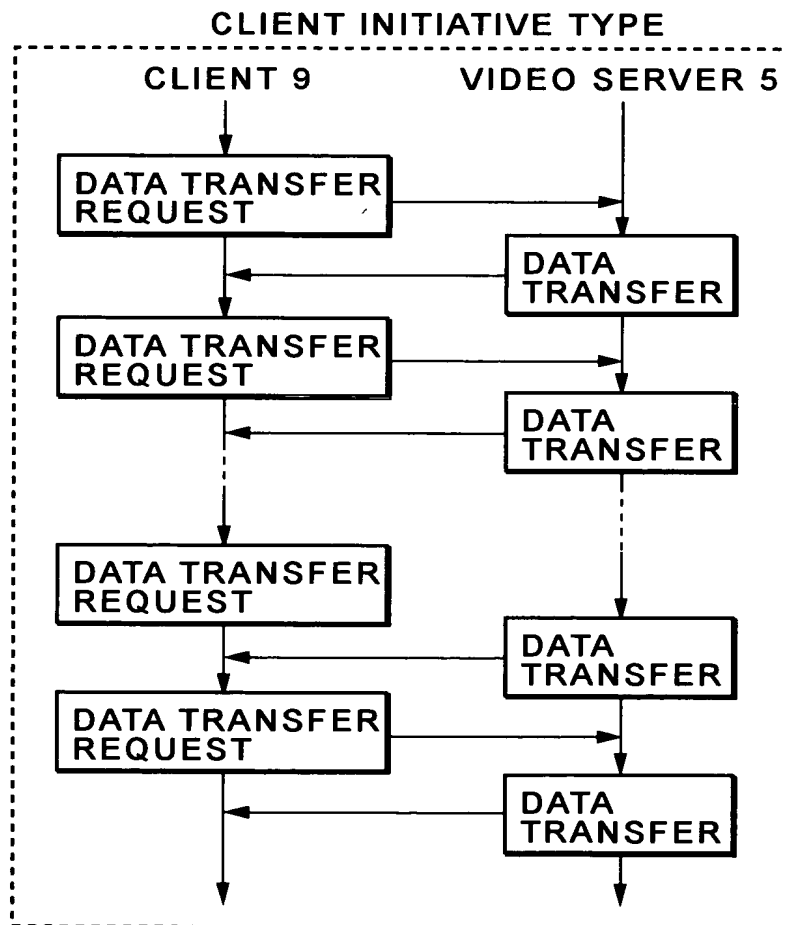 CLIENT INITIATIVE TYPE
CLIENT 9
VIDEO SERVER 5
DATA TRANSFER
REQUEST
DATA
TRANSFER
DATA TRANSFER
REQUEST
DATA
TRANSFER
DATA TRANSFER
REQUEST
DATA
TRANSFER
DATA TRANSFER
REQUEST
DATA
TRANSFER